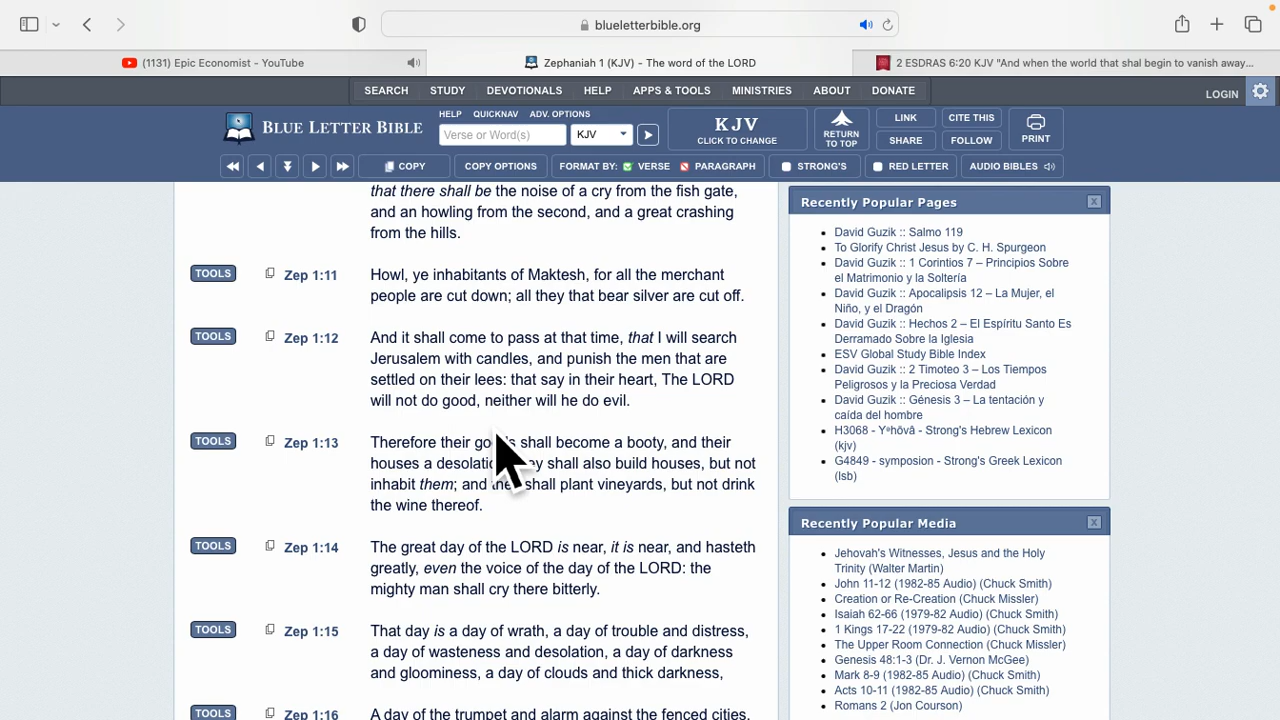 blueletterbible.org
(1131) Epic Economist - YouTube
Zephaniah 1 (KJV) - The word of the LORD
2 ESDRAS 6:20 KJV "And when the world that shal begin to vanish away...
SEARCH STUDY DEVOTIONALS HELP APPS & TOOLS MINISTRIES ABOUT DONATE LOGIN
BLUE LETTER BIBLE
HELP QUICKNAV ADV. OPTIONS
Verse or Word(s) KJV
KJV
CLICK TO CHANGE
RETURN
TO TOP
LINK
SHARE
CITE THIS
FOLLOW
PRINT
COPY COPY OPTIONS FORMAT BY: VERSE PARAGRAPH STRONG'S RED LETTER AUDIO BIBLES
that there shall be the noise of a cry from the fish gate,
and an howling from the second, and a great crashing
from the hills.
TOOLS Zep 1:11 Howl, ye inhabitants of Maktesh, for all the merchant
people are cut down; all they that bear silver are cut off.
TOOLS Zep 1:12 And it shall come to pass at that time, that I will search
Jerusalem with candles, and punish the men that are
settled on their lees: that say in their heart, The LORD
will not do good, neither will he do evil.
TOOLS Zep 1:13 Therefore their goods shall become a booty, and their
houses a desolation: they shall also build houses, but not
inhabit them; and they shall plant vineyards, but not drink
the wine thereof.
TOOLS Zep 1:14 The great day of the LORD is near, it is near, and hasteth
greatly, even the voice of the day of the LORD: the
mighty man shall cry there bitterly.
TOOLS Zep 1:15 That day is a day of wrath, a day of trouble and distress,
a day of wasteness and desolation, a day of darkness
and gloominess, a day of clouds and thick darkness,
TOOLS Zep 1:16 A day of the trumpet and alarm against the fenced cities,
Recently Popular Pages X
David Guzik :: Salmo 119
To Glorify Christ Jesus by C. H. Spurgeon
David Guzik :: 1 Corintios 7 – Principios Sobre
el Matrimonio y la Soltería
David Guzik :: Apocalipsis 12 – La Mujer, el
Niño, y el Dragón
David Guzik :: Hechos 2 – El Espíritu Santo Es
Derramado Sobre la Iglesia
ESV Global Study Bible Index
David Guzik :: 2 Timoteo 3 – Los Tiempos
Peligrosos y la Preciosa Verdad
David Guzik :: Génesis 3 – La tentación y
caída del hombre
H3068 - Yᵊhōvâ - Strong's Hebrew Lexicon
(kjv)
G4849 - symposion - Strong's Greek Lexicon
(lsb)
Recently Popular Media X
Jehovah's Witnesses, Jesus and the Holy
Trinity (Walter Martin)
John 11-12 (1982-85 Audio) (Chuck Smith)
Creation or Re-Creation (Chuck Missler)
Isaiah 62-66 (1979-82 Audio) (Chuck Smith)
1 Kings 17-22 (1979-82 Audio) (Chuck Smith)
The Upper Room Connection (Chuck Missler)
Genesis 48:1-3 (Dr. J. Vernon McGee)
Mark 8-9 (1982-85 Audio) (Chuck Smith)
Acts 10-11 (1982-85 Audio) (Chuck Smith)
Romans 2 (Jon Courson)